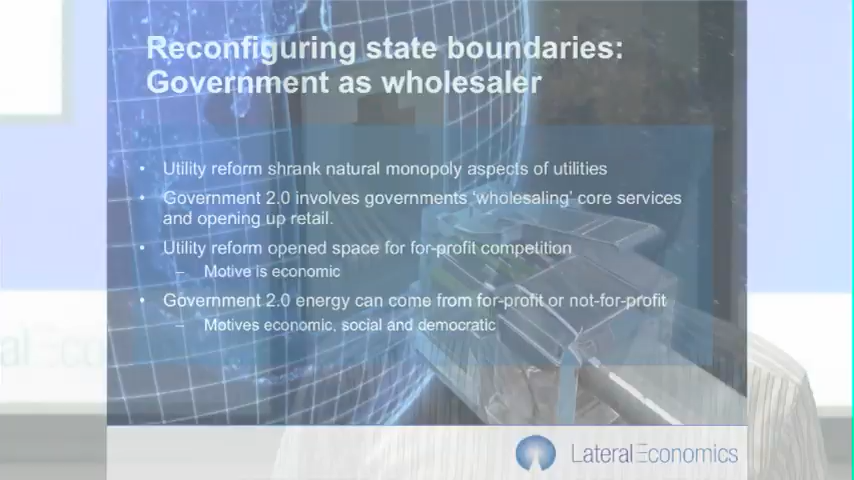 Reconfiguring state boundaries:
Government as wholesaler
• Utility reform shrank natural monopoly aspects of utilities
• Government 2.0 involves governments ‘wholesaling’ core services
and opening up retail.
• Utility reform opened space for for-profit competition
– Motive is economic
• Government 2.0 energy can come from for-profit or not-for-profit
– Motives economic, social and democratic
al Eco
LateralEconomics